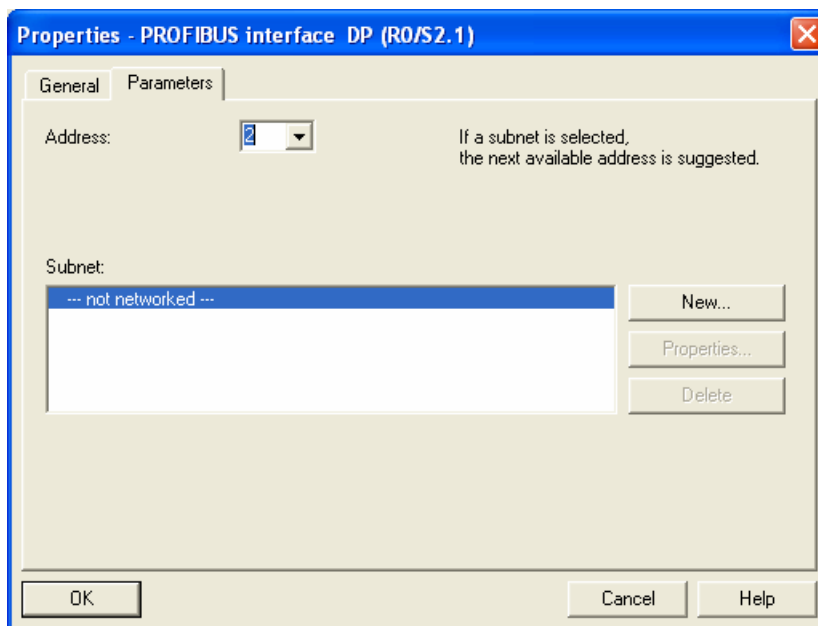 Properties - PROFIBUS interface  DP (R0/S2.1)
General
Parameters
Address:
2
If a subnet is selected,
the next available address is suggested.
Subnet:
--- not networked ---
New...
Properties...
Delete
OK
Cancel
Help